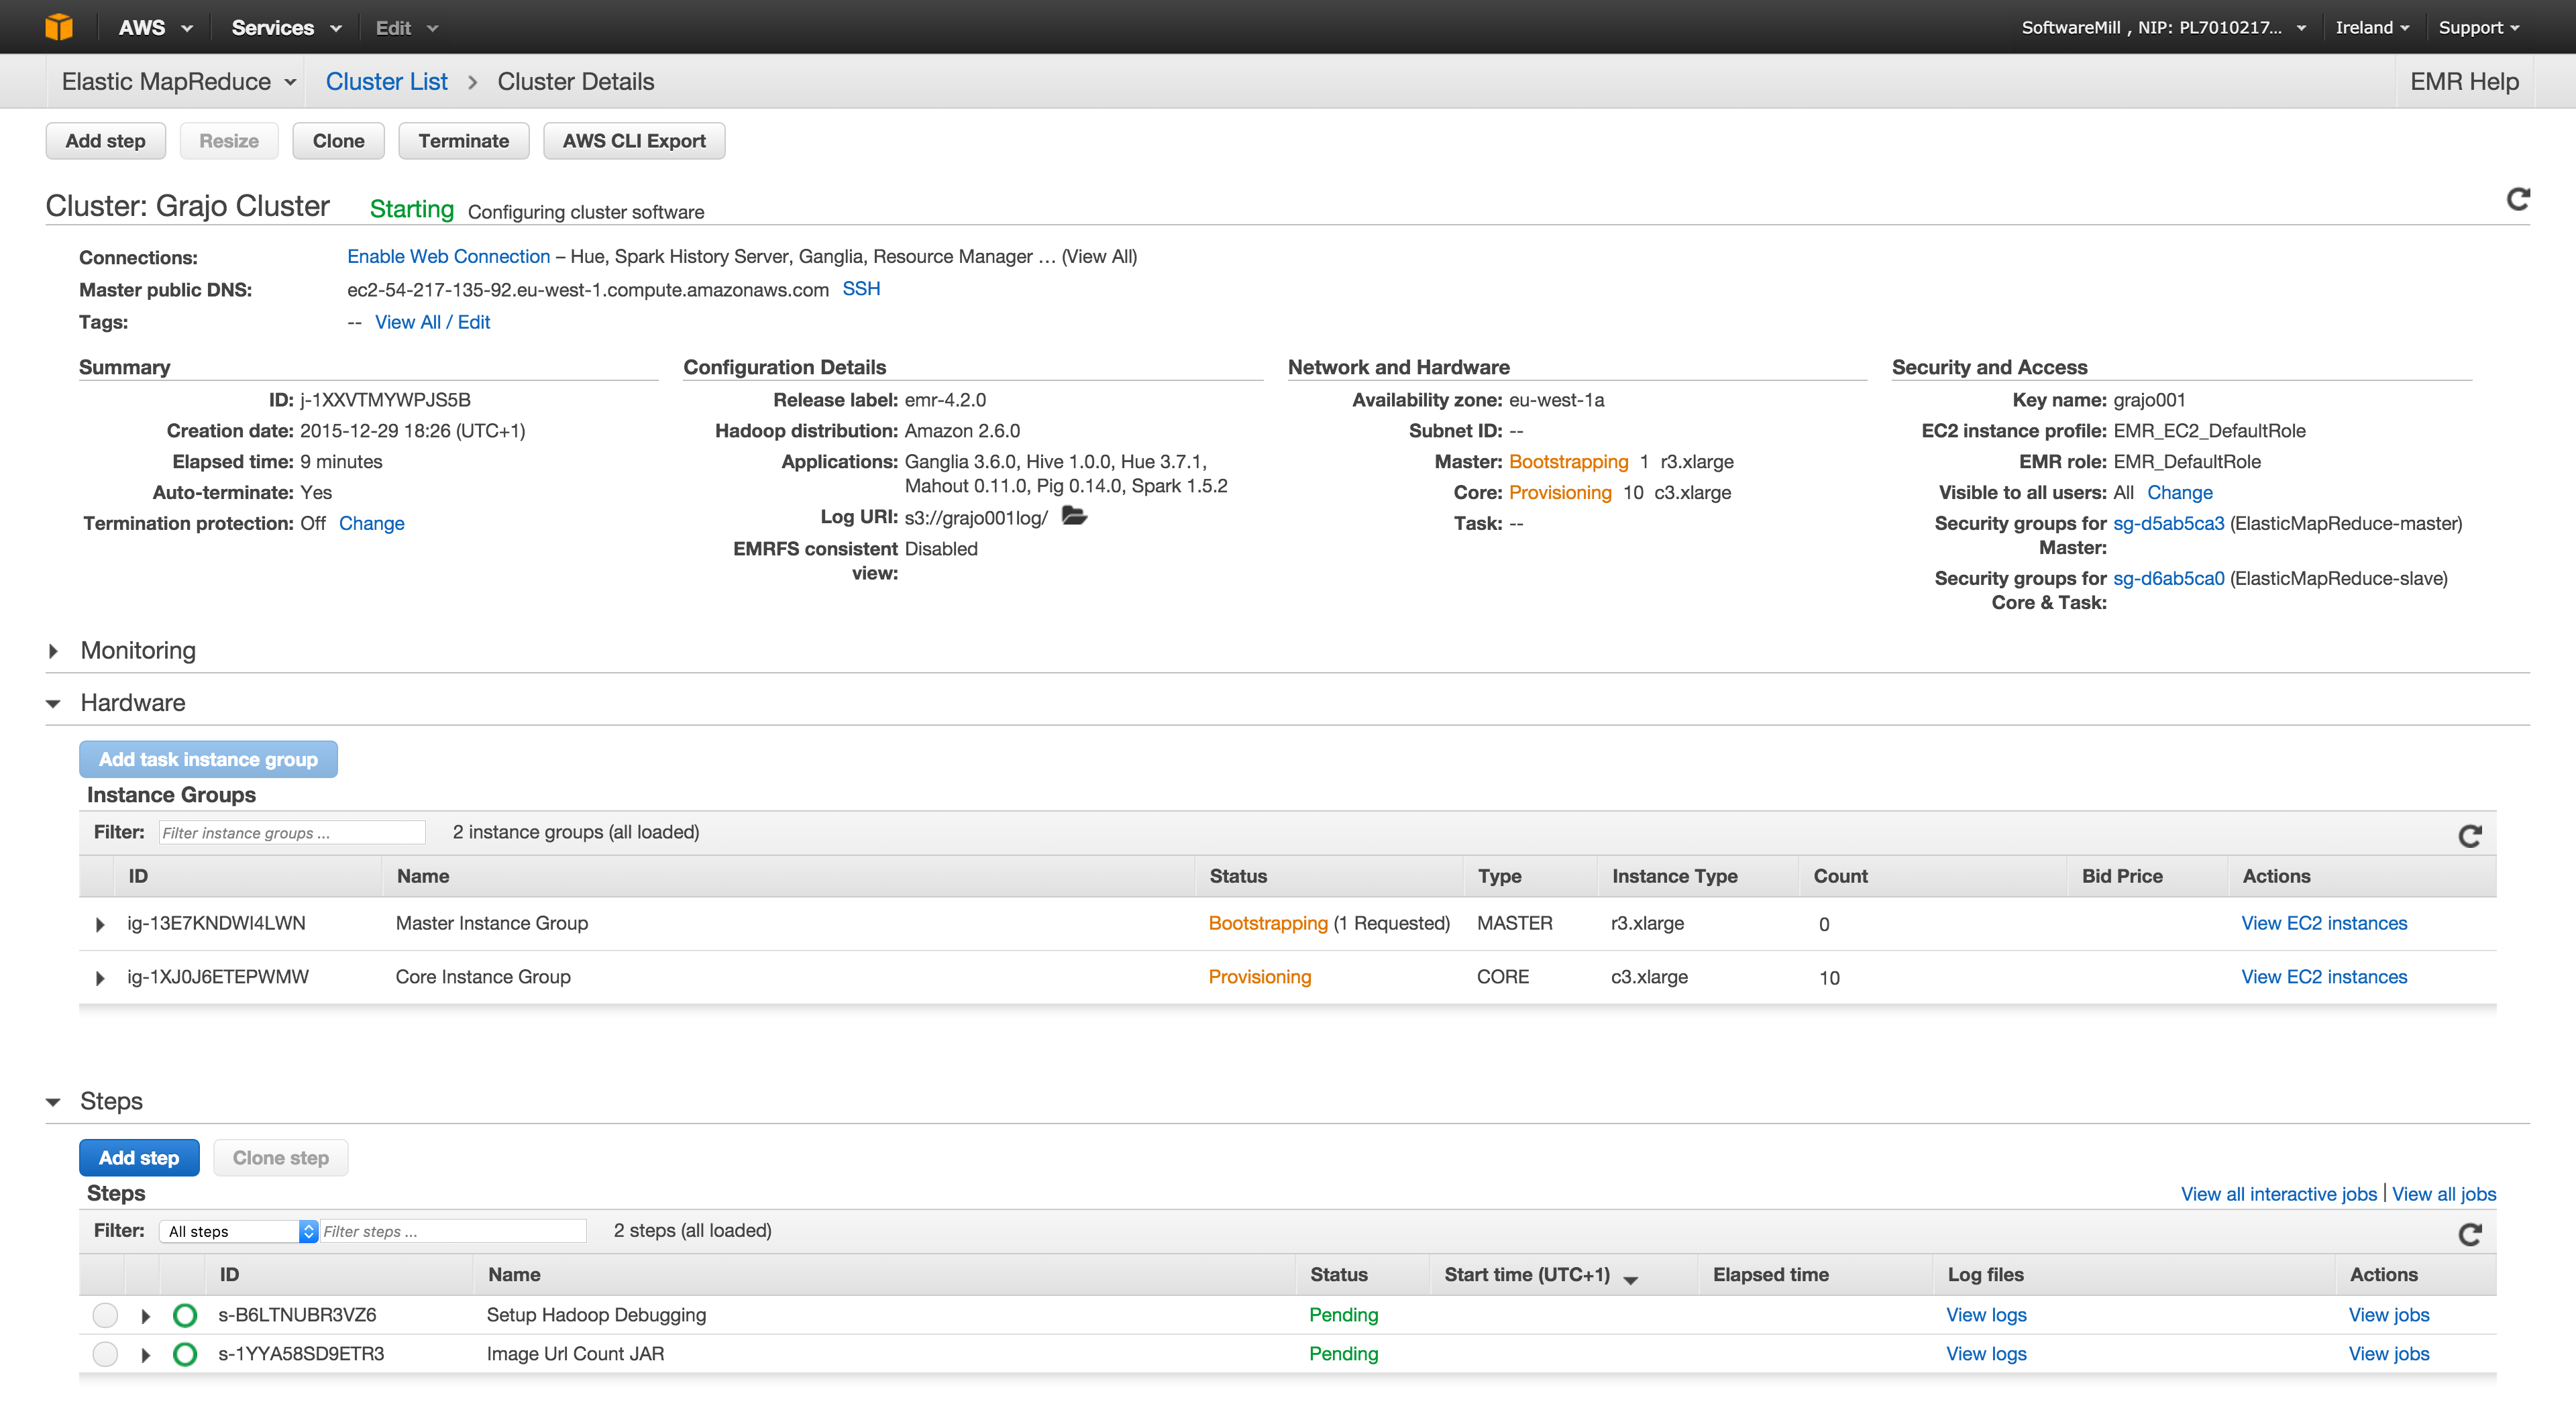 AWS Services Edit SoftwareMill , NIP: PL7010217... Ireland Support
Elastic MapReduce Cluster List > Cluster Details EMR Help
Add step Resize Clone Terminate AWS CLI Export
Cluster: Grajo Cluster Starting Configuring cluster software
Connections: Enable Web Connection – Hue, Spark History Server, Ganglia, Resource Manager … (View All)
Master public DNS: ec2-54-217-135-92.eu-west-1.compute.amazonaws.com SSH
Tags: -- View All / Edit
Summary
ID: j-1XXVTMYWPJS5B
Creation date: 2015-12-29 18:26 (UTC+1)
Elapsed time: 9 minutes
Auto-terminate: Yes
Termination protection: Off Change
Configuration Details
Release label: emr-4.2.0
Hadoop distribution: Amazon 2.6.0
Applications: Ganglia 3.6.0, Hive 1.0.0, Hue 3.7.1,
Mahout 0.11.0, Pig 0.14.0, Spark 1.5.2
Log URI: s3://grajo001log/
EMRFS consistent Disabled
view:
Network and Hardware
Availability zone: eu-west-1a
Subnet ID: --
Master: Bootstrapping 1 r3.xlarge
Core: Provisioning 10 c3.xlarge
Task: --
Security and Access
Key name: grajo001
EC2 instance profile: EMR_EC2_DefaultRole
EMR role: EMR_DefaultRole
Visible to all users: All Change
Security groups for sg-d5ab5ca3 (ElasticMapReduce-master)
Master:
Security groups for sg-d6ab5ca0 (ElasticMapReduce-slave)
Core & Task:
Monitoring
Hardware
Add task instance group
Instance Groups
Filter: Filter instance groups ... 2 instance groups (all loaded)
ID Name Status Type Instance Type Count Bid Price Actions
ig-13E7KNDWI4LWN Master Instance Group Bootstrapping (1 Requested) MASTER r3.xlarge 0 View EC2 instances
ig-1XJ0J6ETEPWMW Core Instance Group Provisioning CORE c3.xlarge 10 View EC2 instances
Steps
Add step Clone step
Steps View all interactive jobs | View all jobs
Filter: All steps Filter steps ... 2 steps (all loaded)
ID Name Status Start time (UTC+1) Elapsed time Log files Actions
s-B6LTNUBR3VZ6 Setup Hadoop Debugging Pending View logs View jobs
s-1YYA58SD9ETR3 Image Url Count JAR Pending View logs View jobs